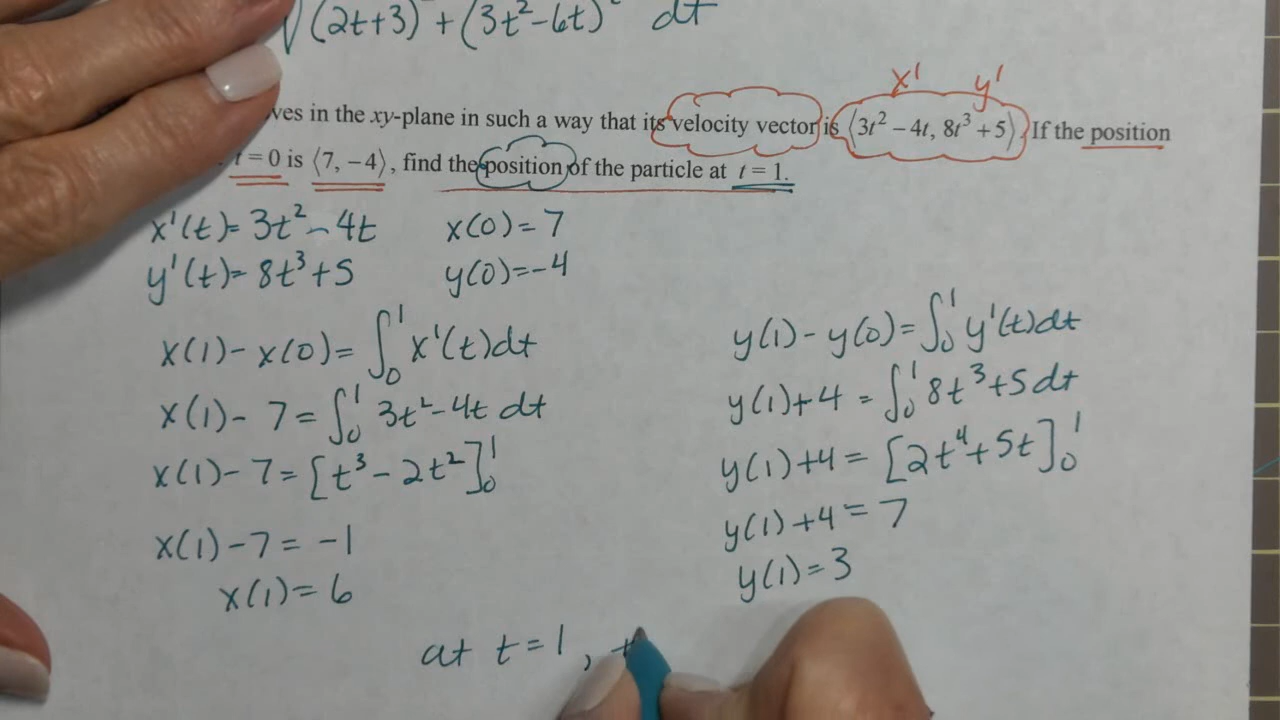 √(2t+3) + (3t²-6t)² dt
x' y'
ves in the xy-plane in such a way that its velocity vector is ⟨3t² − 4t, 8t³ + 5⟩. If the position
t = 0 is ⟨7, −4⟩, find the position of the particle at t = 1.
x'(t)= 3t² - 4t x(0) = 7
y'(t)= 8t³ + 5 y(0) = -4
x(1) - x(0) = ∫₀¹ x'(t)dt y(1) - y(0) = ∫₀¹ y'(t)dt
x(1) - 7 = ∫₀¹ 3t² - 4t dt y(1)+4 = ∫₀¹ 8t³+5 dt
x(1) - 7 = [t³ - 2t²]₀¹ y(1)+4 = [2t⁴+5t]₀¹
x(1) - 7 = -1 y(1)+4 = 7
x(1) = 6 y(1) = 3
at t = 1, t